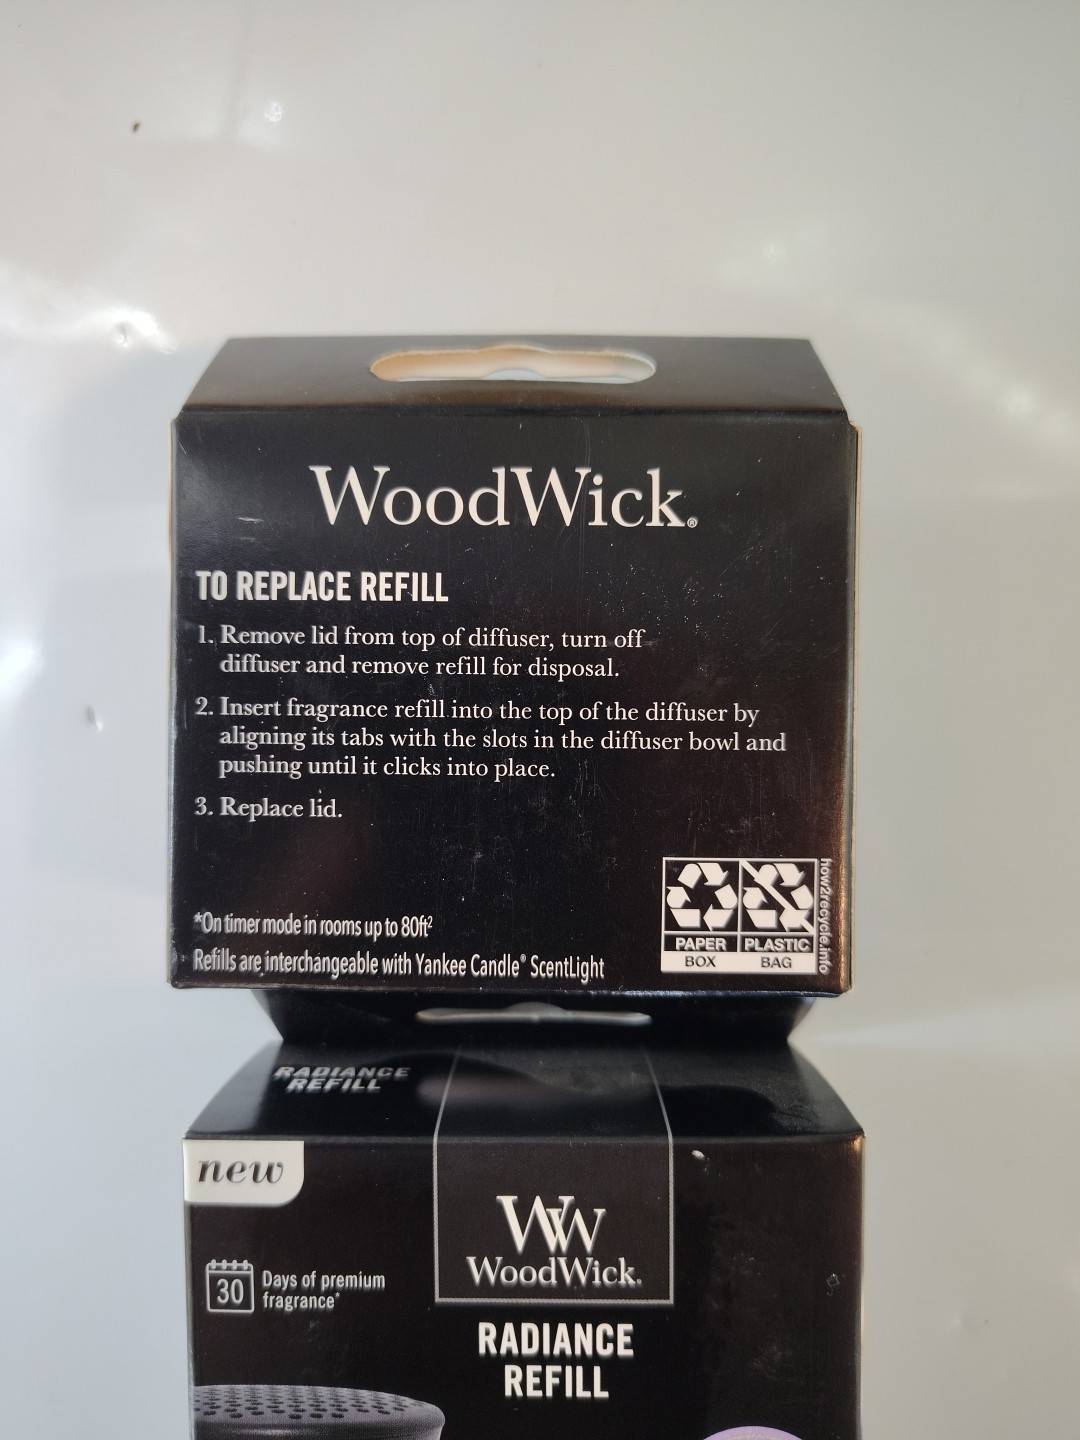 WoodWick®
TO REPLACE REFILL
1. Remove lid from top of diffuser, turn off
diffuser and remove refill for disposal.
2. Insert fragrance refill into the top of the diffuser by
aligning its tabs with the slots in the diffuser bowl and
pushing until it clicks into place.
3. Replace lid.
*On timer mode in rooms up to 80ft²
Refills are interchangeable with Yankee Candle® ScentLight
PAPER
BOX
PLASTIC
BAG
how2recycle.info
RADIANCE
REFILL
new
30
Days of premium
fragrance*
WW
WoodWick®
RADIANCE
REFILL